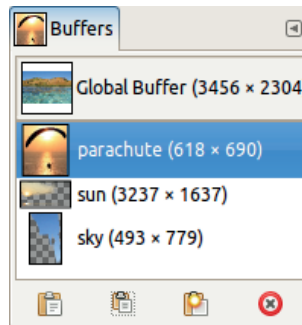 Buffers
Global Buffer (3456 × 2304
parachute (618 × 690)
sun (3237 × 1637)
sky (493 × 779)